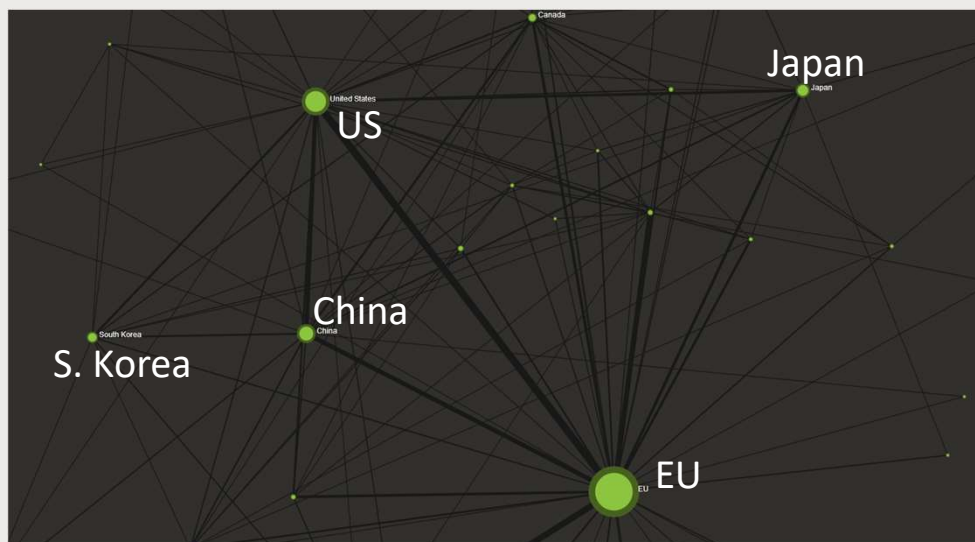 Canada
Japan
Japan
United States
US
China
China
South Korea
S. Korea
EU
EU